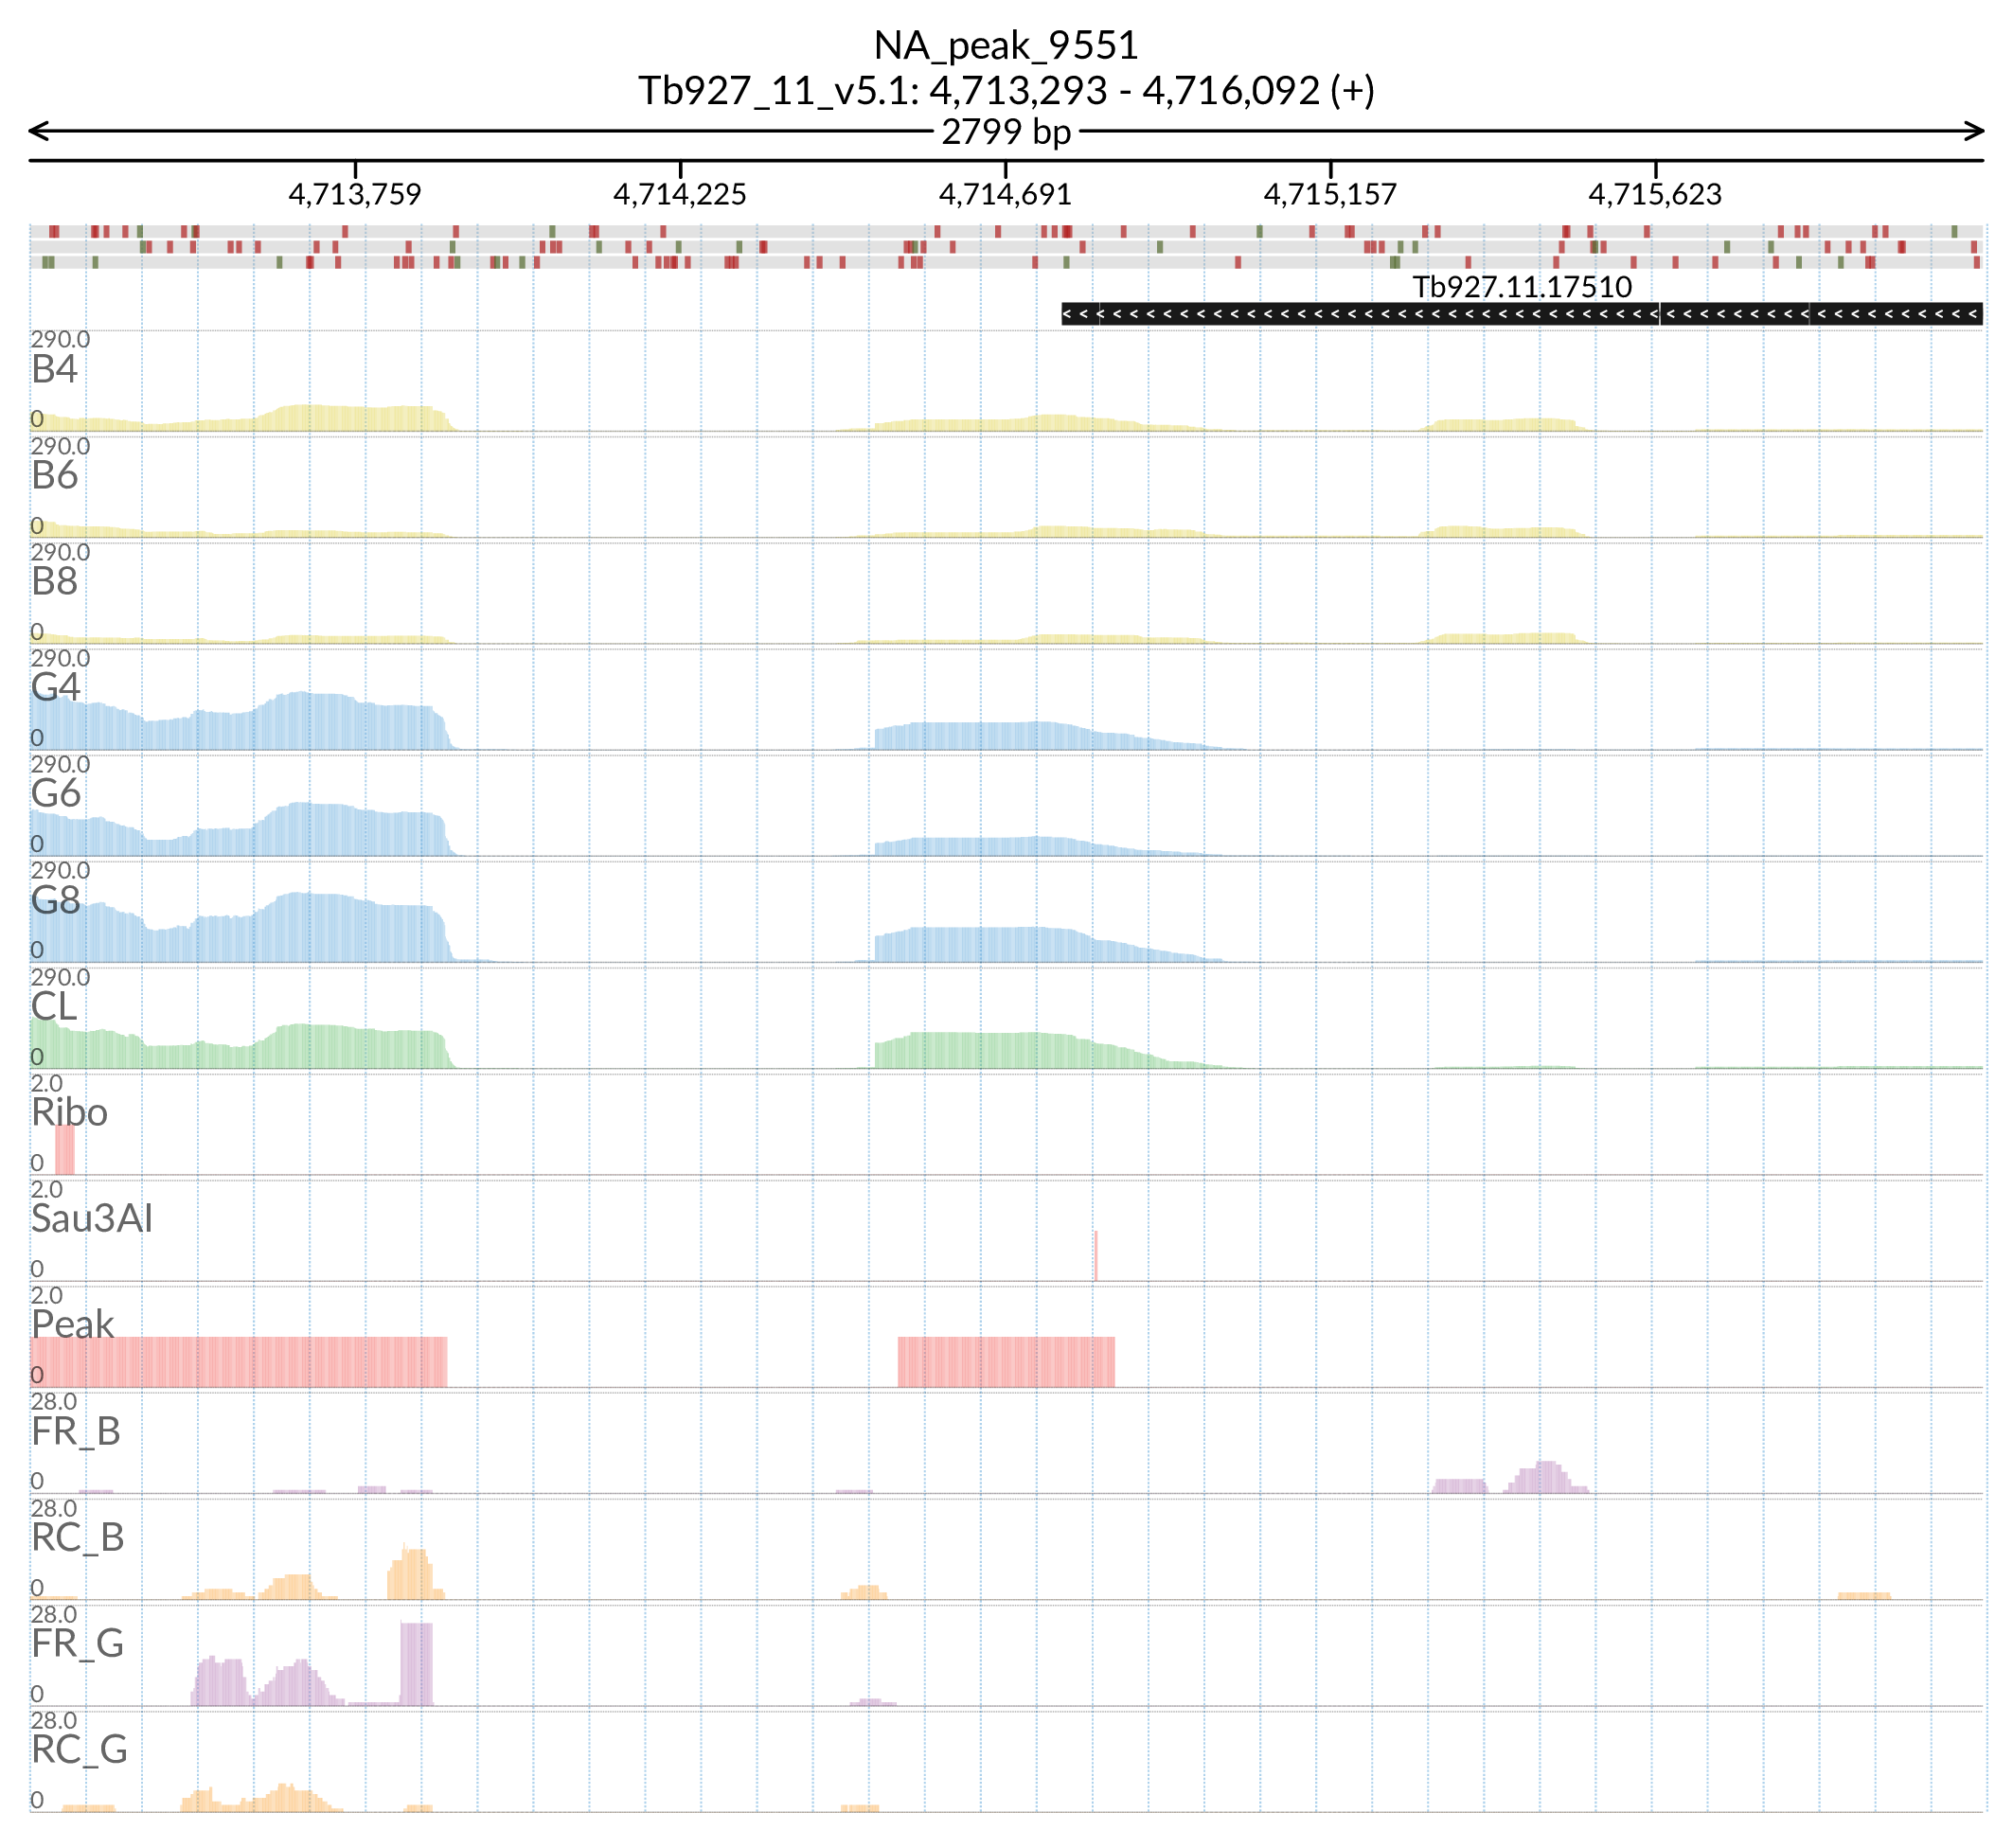 NA_peak_9551
Tb927_11_v5.1: 4,713,293 - 4,716,092 (+)
2799 bp
4,713,759 4,714,225 4,714,691 4,715,157 4,715,623
Tb927.11.17510
290.0
B4
0
290.0
B6
0
290.0
B8
0
290.0
G4
0
290.0
G6
0
290.0
G8
0
290.0
CL
0
2.0
Ribo
0
2.0
Sau3AI
0
2.0
Peak
0
28.0
FR_B
0
28.0
RC_B
0
28.0
FR_G
0
28.0
RC_G
0